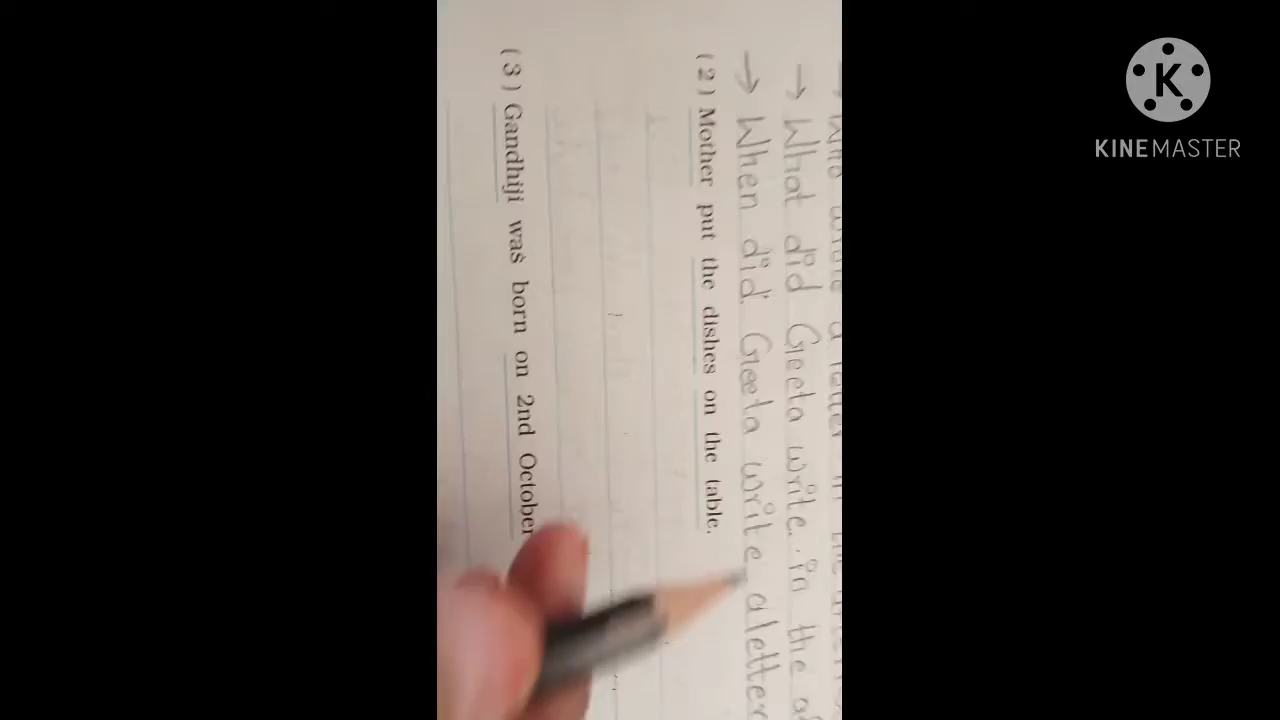 a
→ What did Geeta write in the
→ When did Geeta write a letter
(2) Mother put the dishes on the table.
(3) Gandhiji was born on 2nd October
KINEMASTER